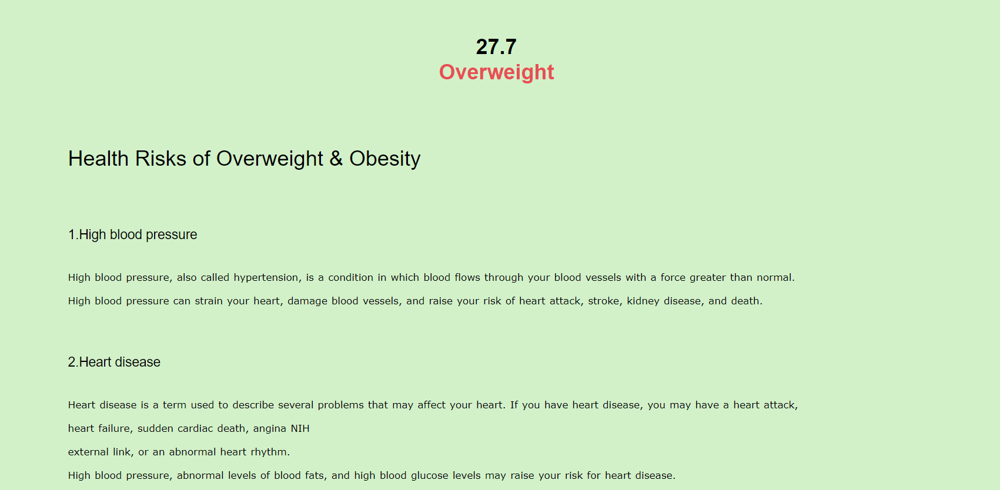 27.7
Overweight
Health Risks of Overweight & Obesity
1.High blood pressure
High blood pressure, also called hypertension, is a condition in which blood flows through your blood vessels with a force greater than normal.
High blood pressure can strain your heart, damage blood vessels, and raise your risk of heart attack, stroke, kidney disease, and death.
2.Heart disease
Heart disease is a term used to describe several problems that may affect your heart. If you have heart disease, you may have a heart attack,
heart failure, sudden cardiac death, angina NIH
external link, or an abnormal heart rhythm.
High blood pressure, abnormal levels of blood fats, and high blood glucose levels may raise your risk for heart disease.